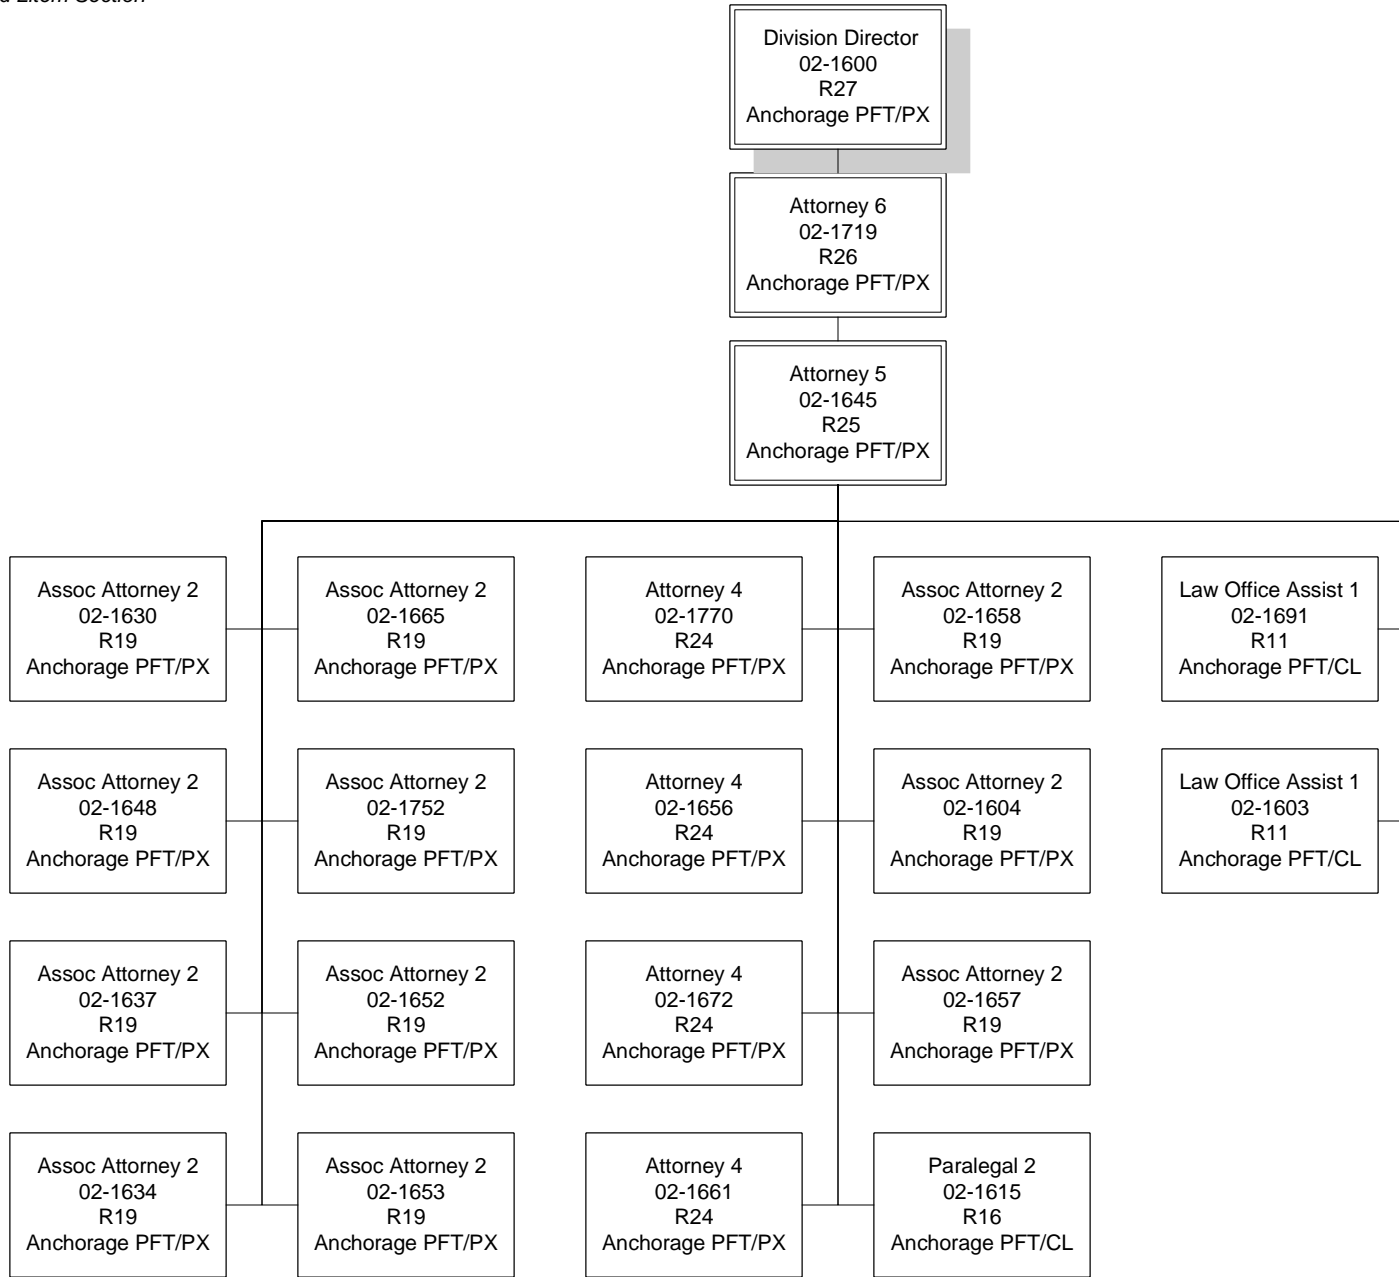 Litem Section
Division Director
02-1600
R27
Anchorage PFT/PX
Attorney 6
02-1719
R26
Anchorage PFT/PX
Attorney 5
02-1645
R25
Anchorage PFT/PX
Assoc Attorney 2
02-1630
R19
Anchorage PFT/PX
Assoc Attorney 2
02-1665
R19
Anchorage PFT/PX
Attorney 4
02-1770
R24
Anchorage PFT/PX
Assoc Attorney 2
02-1658
R19
Anchorage PFT/PX
Law Office Assist 1
02-1691
R11
Anchorage PFT/CL
Assoc Attorney 2
02-1648
R19
Anchorage PFT/PX
Assoc Attorney 2
02-1752
R19
Anchorage PFT/PX
Attorney 4
02-1656
R24
Anchorage PFT/PX
Assoc Attorney 2
02-1604
R19
Anchorage PFT/PX
Law Office Assist 1
02-1603
R11
Anchorage PFT/CL
Assoc Attorney 2
02-1637
R19
Anchorage PFT/PX
Assoc Attorney 2
02-1652
R19
Anchorage PFT/PX
Attorney 4
02-1672
R24
Anchorage PFT/PX
Assoc Attorney 2
02-1657
R19
Anchorage PFT/PX
Assoc Attorney 2
02-1634
R19
Anchorage PFT/PX
Assoc Attorney 2
02-1653
R19
Anchorage PFT/PX
Attorney 4
02-1661
R24
Anchorage PFT/PX
Paralegal 2
02-1615
R16
Anchorage PFT/CL